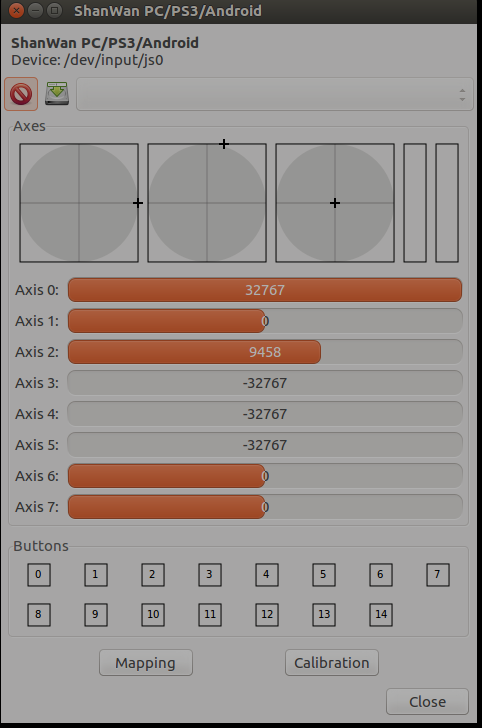 ShanWan PC/PS3/Android
ShanWan PC/PS3/Android
Device: /dev/input/js0
Axes
Axis 0: 32767
Axis 1: 0
Axis 2: 9458
Axis 3: -32767
Axis 4: -32767
Axis 5: -32767
Axis 6: 0
Axis 7: 0
Buttons
0 1 2 3 4 5 6 7
8 9 10 11 12 13 14
Mapping Calibration
Close